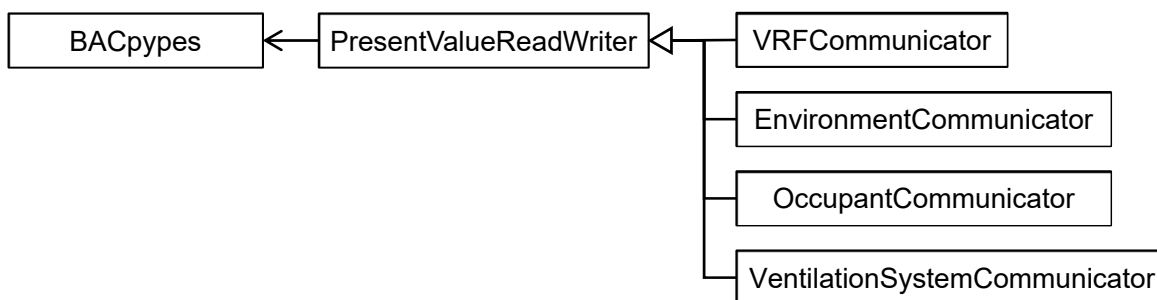 BACpypes
PresentValueReadWriter
VRFCommunicator
EnvironmentCommunicator
OccupantCommunicator
VentilationSystemCommunicator